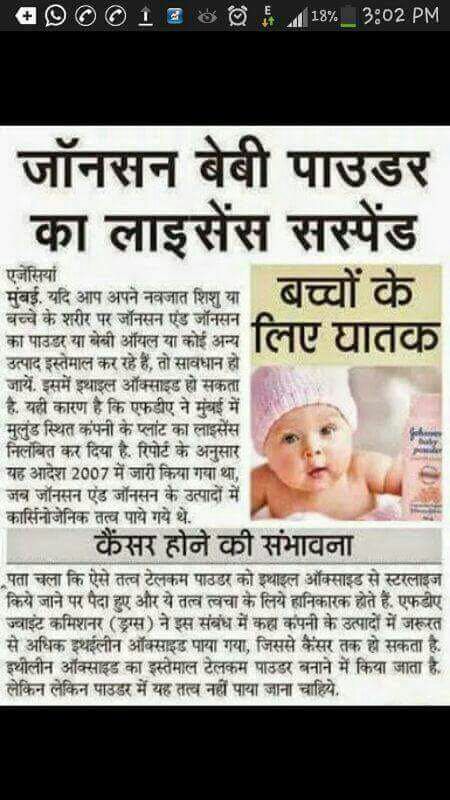 18% 3:02 PM
जॉनसन बेबी पाउडर
का लाइसेंस सस्पेंड
एजेंसियां
मुंबई. यदि आप अपने नवजात शिशु या
बच्चे के शरीर पर जॉनसन एंड जॉनसन
का पाउडर या बेबी ऑयल या कोई अन्य
उत्पाद इस्तेमाल कर रहे हैं, तो सावधान हो
जायें. इसमें इथाइल ऑक्साइड हो सकता
है. यही कारण है कि एफडीए ने मुंबई में
मुलुंड स्थित कंपनी के प्लांट का लाइसेंस
निलंबित कर दिया है. रिपोर्ट के अनुसार
यह आदेश 2007 में जारी किया गया था,
जब जॉनसन एंड जॉनसन के उत्पादों में
कार्सिनोजेनिक तत्व पाये गये थे.
बच्चों के
लिए घातक
Johnson's
baby
powder
कैंसर होने की संभावना
पता चला कि ऐसे तत्व टेलकम पाउडर को इथाइल ऑक्साइड से स्टरलाइज
किये जाने पर पैदा हुए और ये तत्व त्वचा के लिये हानिकारक होते हैं. एफडीए
ज्वाइंट कमिशनर (ड्रग्स) ने इस संबंध में कहा कंपनी के उत्पादों में जरूरत
से अधिक इथईलीन ऑक्साइड पाया गया, जिससे कैंसर तक हो सकता है.
इथीलीन ऑक्साइड का इस्तेमाल टेलकम पाउडर बनाने में किया जाता है.
लेकिन लेकिन पाउडर में यह तत्व नहीं पाया जाना चाहिये.